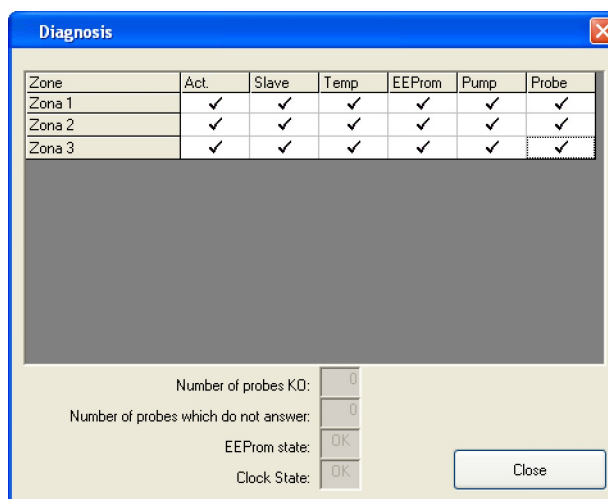 Diagnosis
Zone Act. Slave Temp EEProm Pump Probe
Zona 1 ✓ ✓ ✓ ✓ ✓ ✓
Zona 2 ✓ ✓ ✓ ✓ ✓ ✓
Zona 3 ✓ ✓ ✓ ✓ ✓ ✓
Number of probes KO: 0
Number of probes which do not answer: 0
EEProm state: OK
Clock State: OK
Close